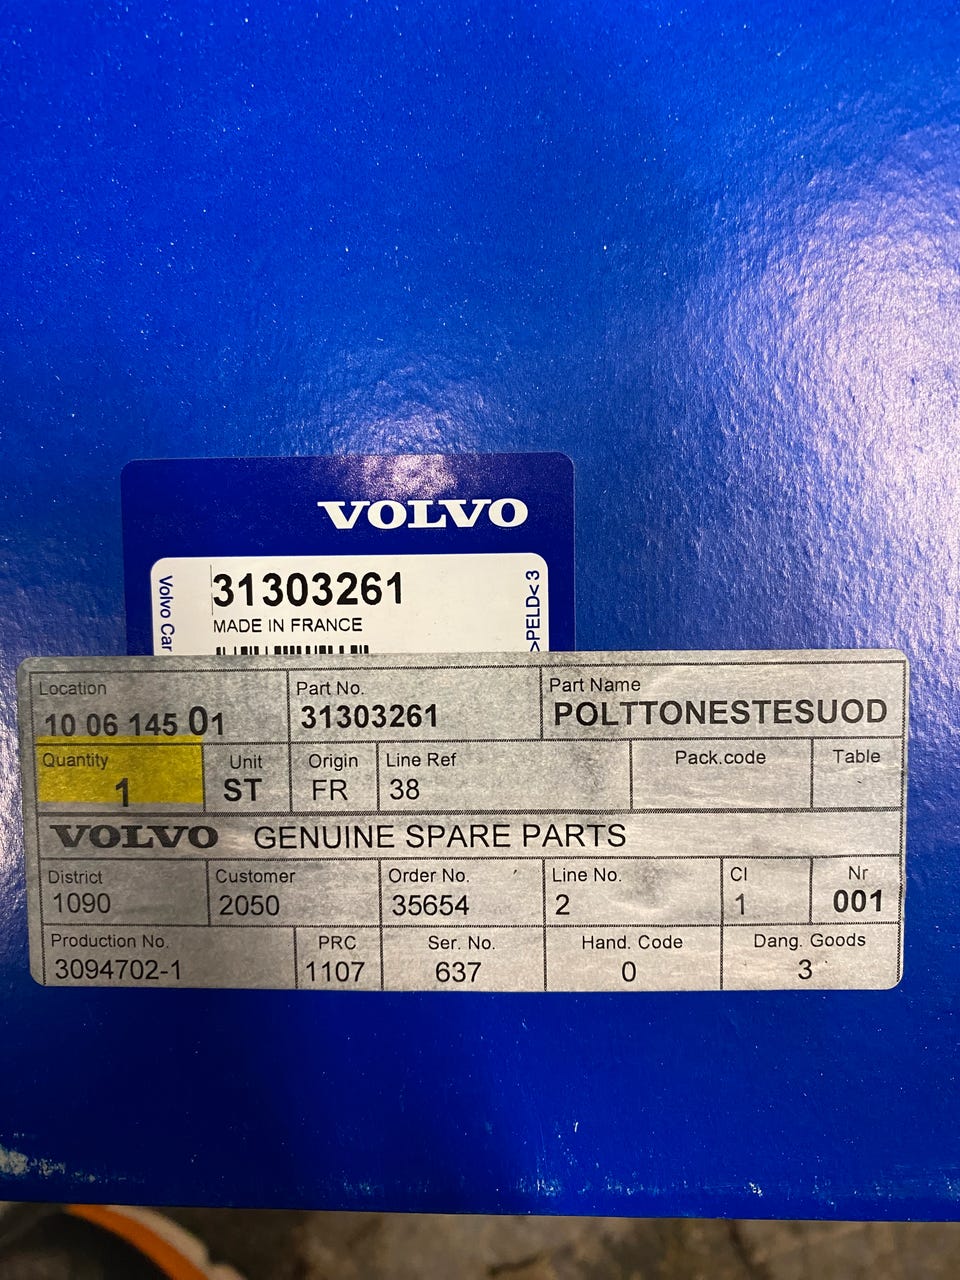 VOLVO
Volvo Car
31303261
MADE IN FRANCE
>PELD< 3
Location
10 06 145 01
Part No.
31303261
Part Name
POLTTONESTESUOD
Quantity
1
Unit
ST
Origin
FR
Line Ref
38
Pack.code
Table
VOLVO GENUINE SPARE PARTS
District
1090
Customer
2050
Order No.
35654
Line No.
2
CI
1
Nr
001
Production No.
3094702-1
PRC
1107
Ser. No.
637
Hand. Code
0
Dang. Goods
3